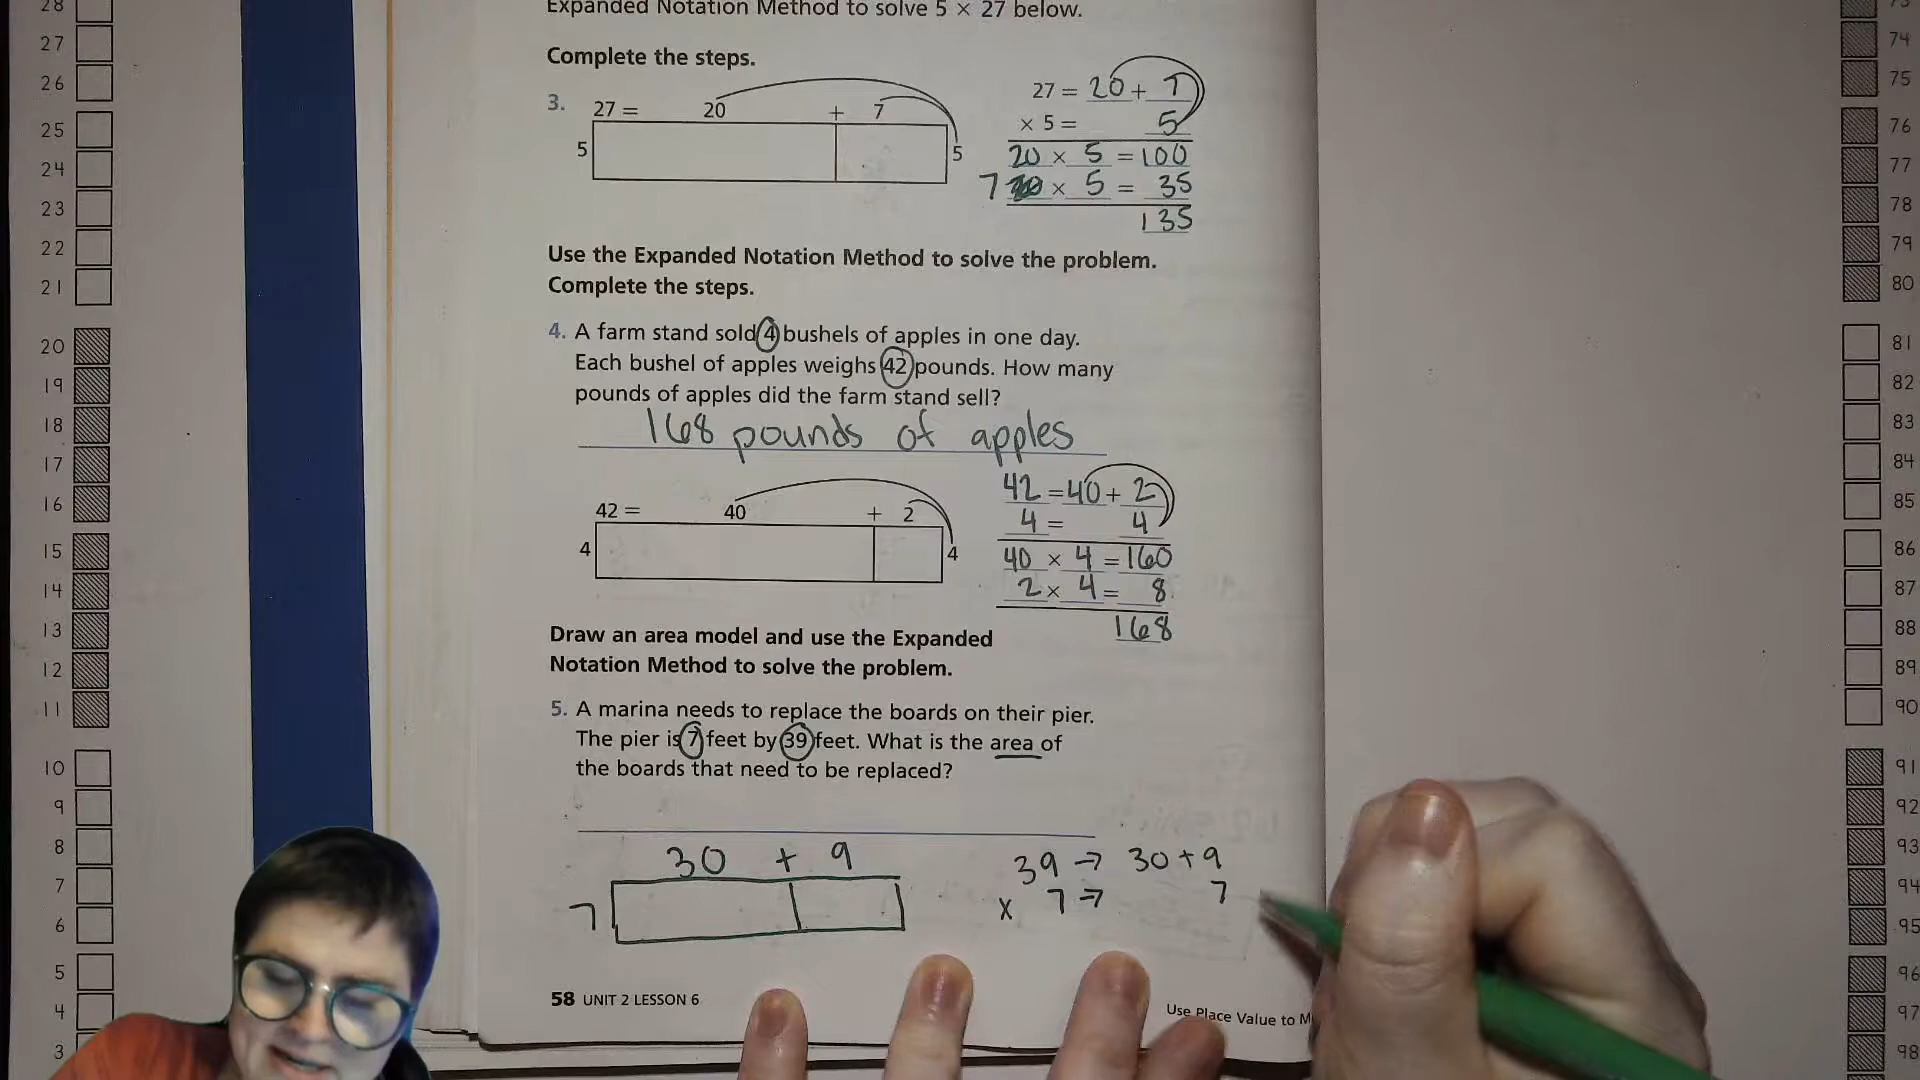 Expanded Notation Method to solve 5 × 27 below.
Complete the steps.
3. 27 = 20 + 7
5 5
27 = 20 + 7
× 5 = 5
20 × 5 = 100
7 × 5 = 35
135
Use the Expanded Notation Method to solve the problem.
Complete the steps.
4. A farm stand sold 4 bushels of apples in one day.
Each bushel of apples weighs 42 pounds. How many
pounds of apples did the farm stand sell?
168 pounds of apples
42 = 40 + 2
4 4
42 = 40 + 2
4 = 4
40 × 4 = 160
2 × 4 = 8
168
Draw an area model and use the Expanded
Notation Method to solve the problem.
5. A marina needs to replace the boards on their pier.
The pier is 7 feet by 39 feet. What is the area of
the boards that need to be replaced?
30 + 9
7
39 → 30 + 9
x 7 → 7
58 UNIT 2 LESSON 6
Use Place Value to M
28
27
26
25
24
23
22
21
20
19
18
17
16
15
14
13
12
11
10
9
8
7
6
5
4
3
74
75
76
77
78
79
80
81
82
83
84
85
86
87
88
89
90
91
92
93
94
95
96
97
98